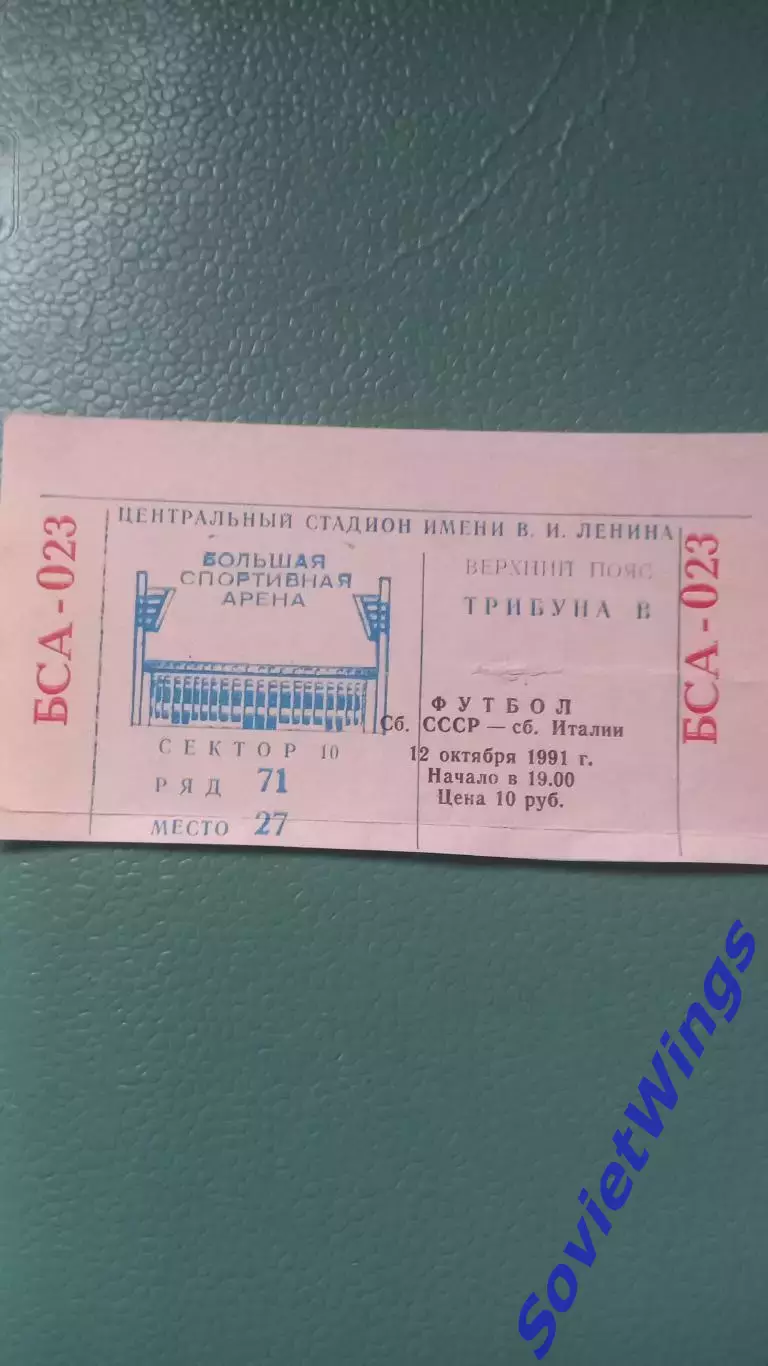 ЦЕНТРАЛЬНЫЙ СТАДИОН ИМЕНИ В. И. ЛЕНИНА
БСА-023
БОЛЬШАЯ
СПОРТИВНАЯ
АРЕНА
СЕКТОР 10
РЯД 71
МЕСТО 27
ВЕРХНИЙ ПОЯС
ТРИБУНА В
ФУТБОЛ
Сб. СССР — сб. Италии
12 октября 1991 г.
Начало в 19.00
Цена 10 руб.
БСА-023
SovietWings